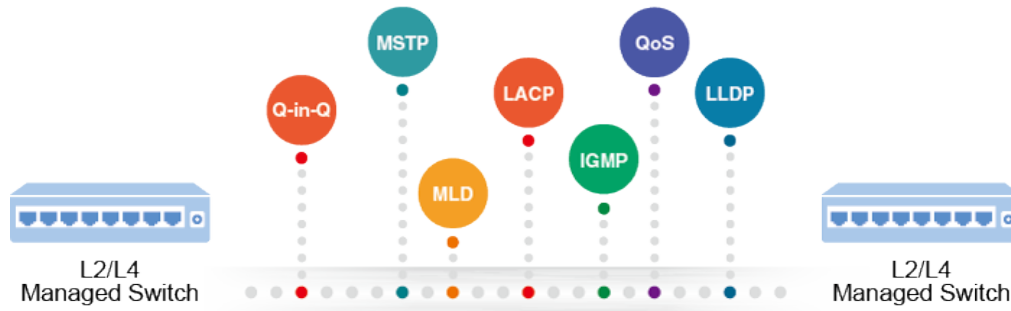 MSTP
QoS
LACP
LLDP
Q-in-Q
IGMP
MLD
L2/L4
Managed Switch
L2/L4
Managed Switch